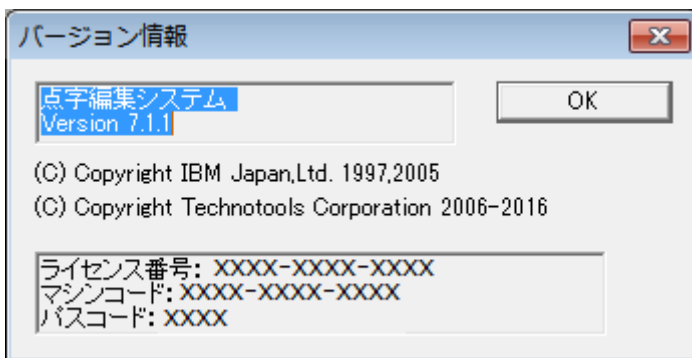 バージョン情報
点字編集システム
Version 7.1.1
OK
(C) Copyright IBM Japan,Ltd. 1997,2005
(C) Copyright Technotools Corporation 2006-2016
ライセンス番号: XXXX-XXXX-XXXX
マシンコード: XXXX-XXXX-XXXX
パスコード: XXXX